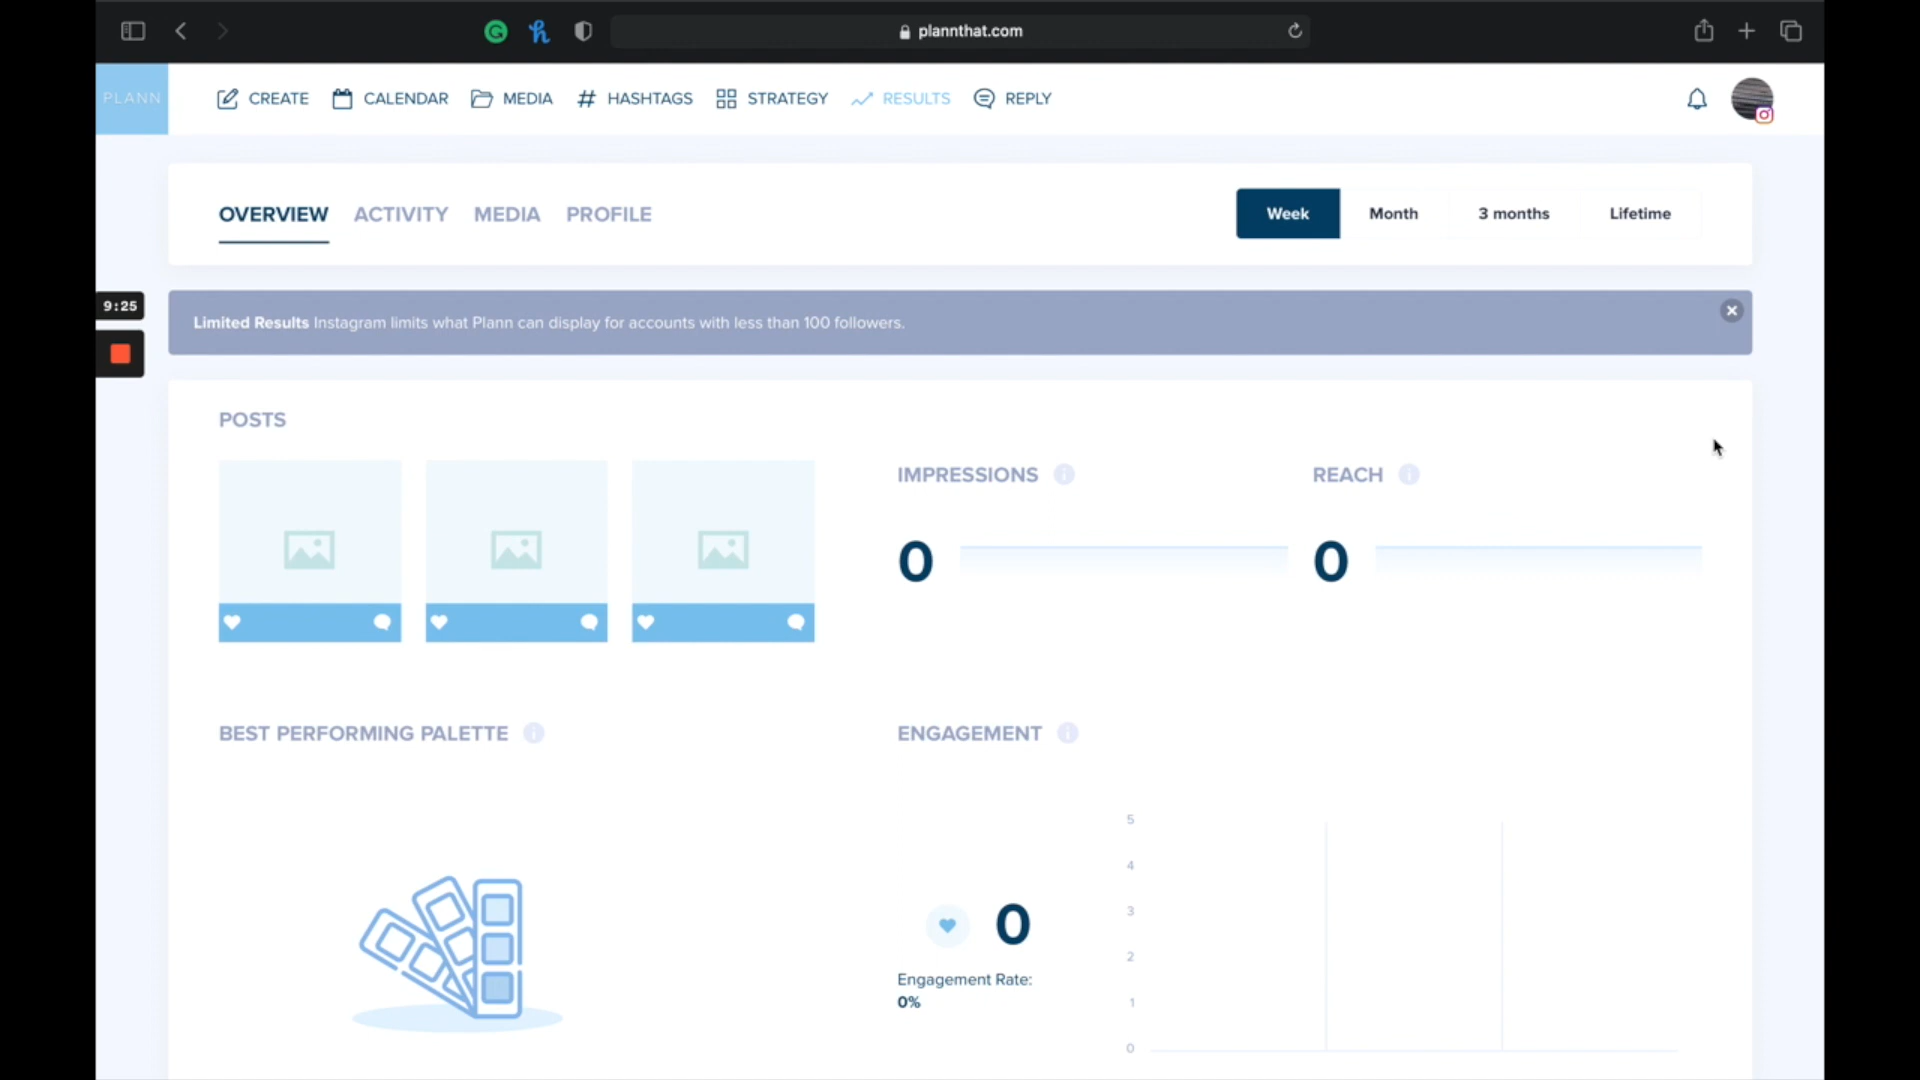 plannthat.com
PLANN
CREATE
CALENDAR
MEDIA
# HASHTAGS
STRATEGY
RESULTS
REPLY
OVERVIEW
ACTIVITY
MEDIA
PROFILE
Week
Month
3 months
Lifetime
9:25
Limited Results Instagram limits what Plann can display for accounts with less than 100 followers.
POSTS
IMPRESSIONS
0
REACH
0
BEST PERFORMING PALETTE
ENGAGEMENT
0
Engagement Rate:
0%
5
4
3
2
1
0